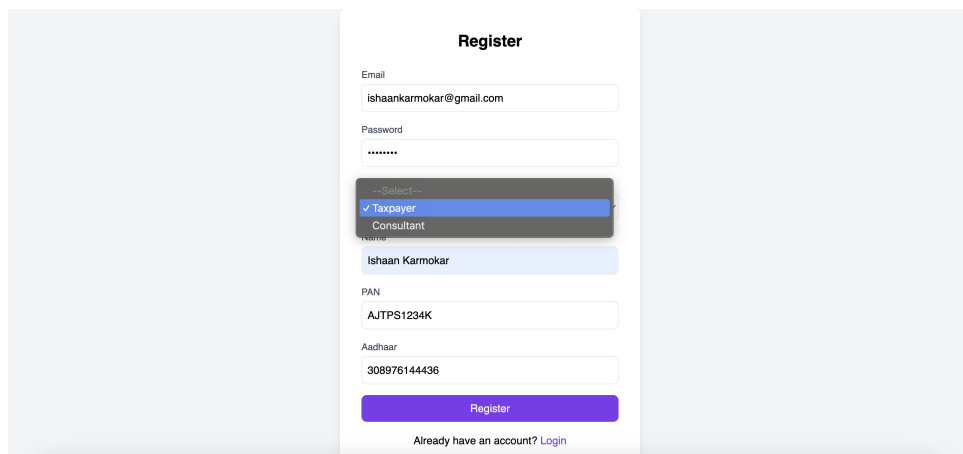 Register
Email
ishaankarmokar@gmail.com
Password
••••••••
--Select--
✓ Taxpayer
Consultant
Name
Ishaan Karmokar
PAN
AJTPS1234K
Aadhaar
308976144436
Register
Already have an account? Login